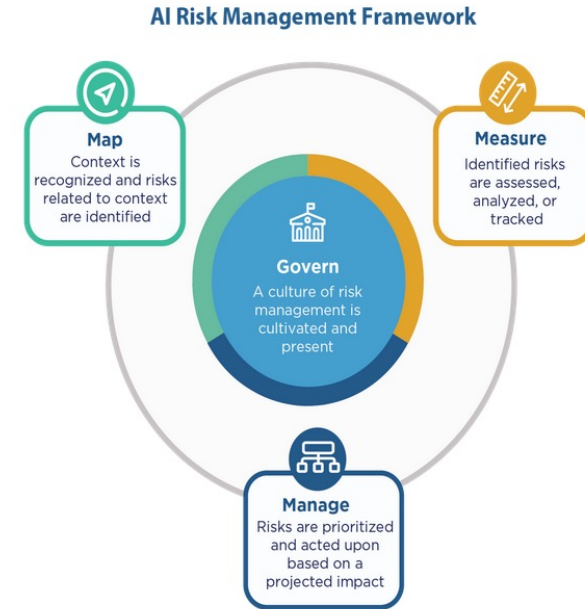 AI Risk Management Framework
Map
Context is
recognized and risks
related to context
are identified
Measure
Identified risks
are assessed,
analyzed, or
tracked
Govern
A culture of risk
management is
cultivated and
present
Manage
Risks are prioritized
and acted upon
based on a
projected impact